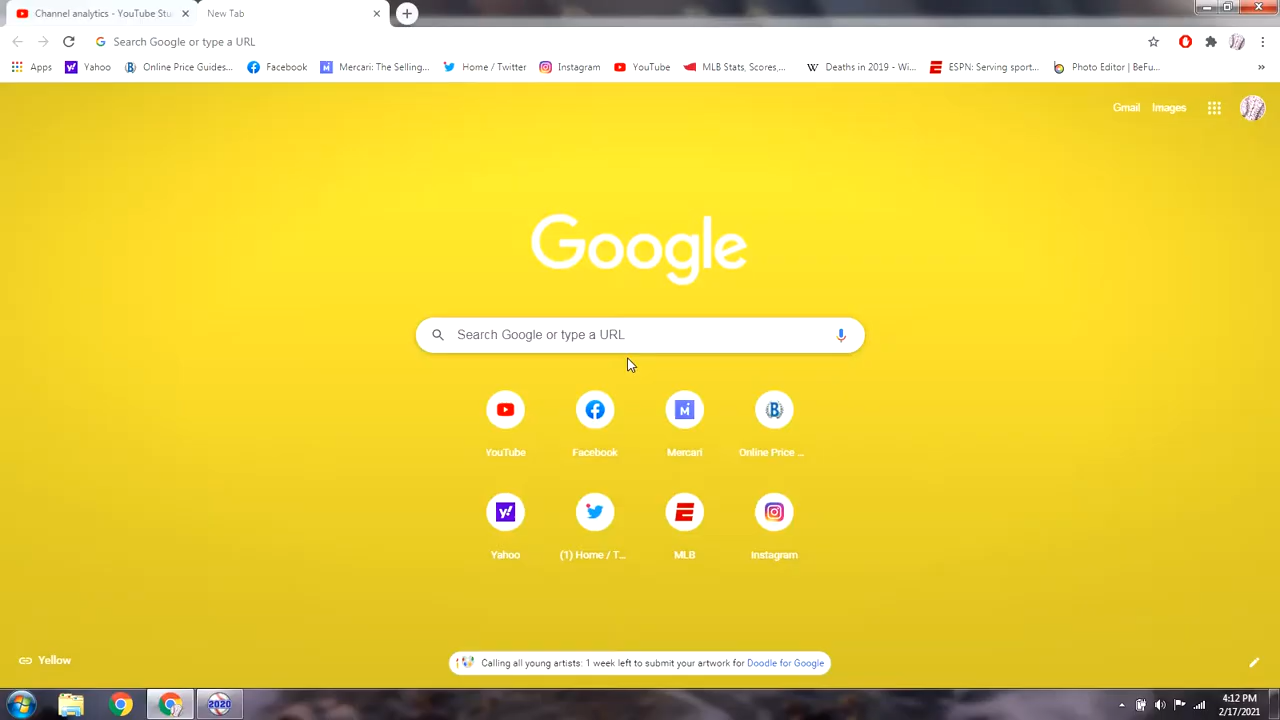 Channel analytics - YouTube Stu
New Tab
Search Google or type a URL
Apps
Yahoo
Online Price Guides...
Facebook
Mercari: The Selling...
Home / Twitter
Instagram
YouTube
MLB Stats, Scores,...
Deaths in 2019 - Wi...
ESPN: Serving sport...
Photo Editor | BeFu...
Gmail
Images
Google
Search Google or type a URL
YouTube
Facebook
Mercari
Online Price ...
Yahoo
(1) Home / T...
MLB
Instagram
Yellow
Calling all young artists: 1 week left to submit your artwork for Doodle for Google
2020
4:12 PM
2/17/2021